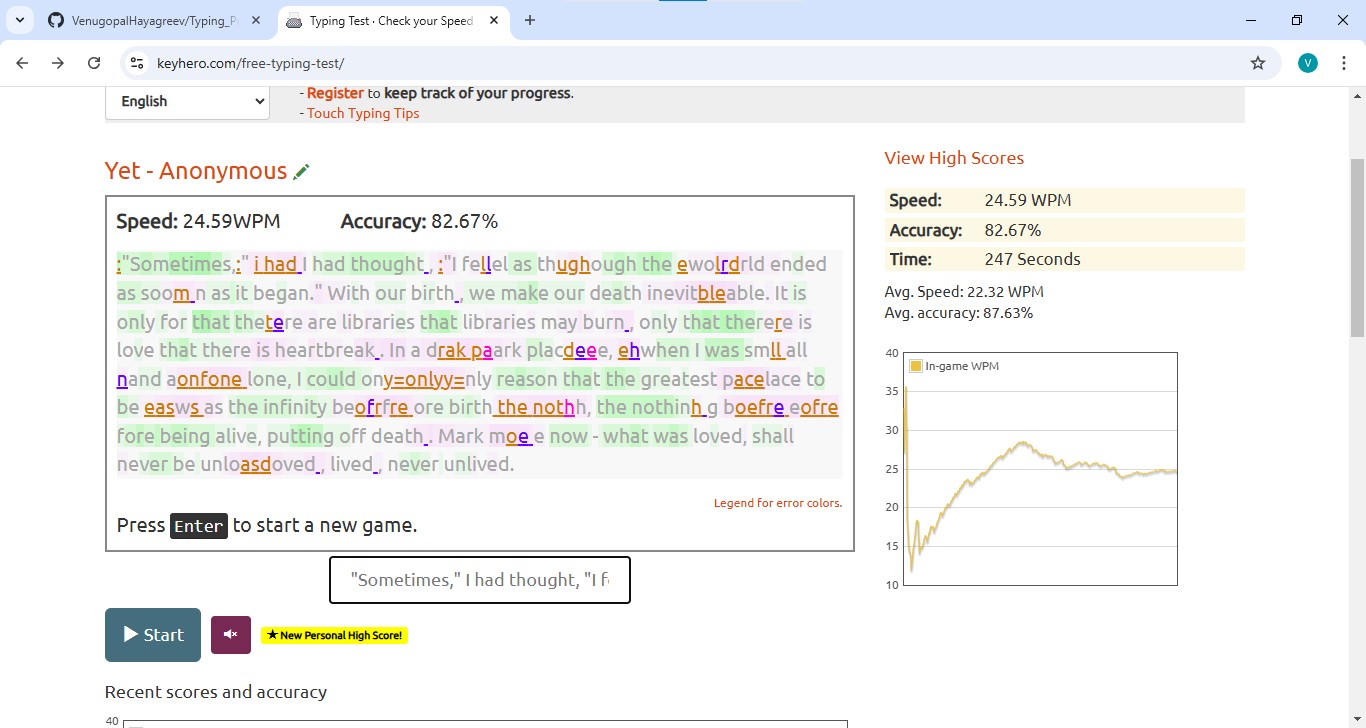 VenugopalHayagreev/Typing_P
Typing Test · Check your Speed
keyhero.com/free-typing-test/
V
English
- Register to keep track of your progress.
- Touch Typing Tips
Yet - Anonymous
Speed: 24.59WPM Accuracy: 82.67%
:"Sometimes,:" i had I had thought , :"I fellel as thughough the ewolrdrld ended
as soom n as it began." With our birth , we make our death inevitbleable. It is
only for that thetere are libraries that libraries may burn , only that therere is
love that there is heartbreak . In a drak paark placdeee, ehwhen I was smll all
nand aonfone lone, I could ony=onlyy=nly reason that the greatest pacelace to
be easws as the infinity beofrfre ore birth the nothh, the nothinh g boefre eofre
fore being alive, putting off death . Mark moe e now - what was loved, shall
never be unloasdoved , lived , never unlived.
Legend for error colors.
Press Enter to start a new game.
"Sometimes," I had thought, "I fe
Start
★ New Personal High Score!
Recent scores and accuracy
40
View High Scores
Speed: 24.59 WPM
Accuracy: 82.67%
Time: 247 Seconds
Avg. Speed: 22.32 WPM
Avg. accuracy: 87.63%
In-game WPM
40
35
30
25
20
15
10